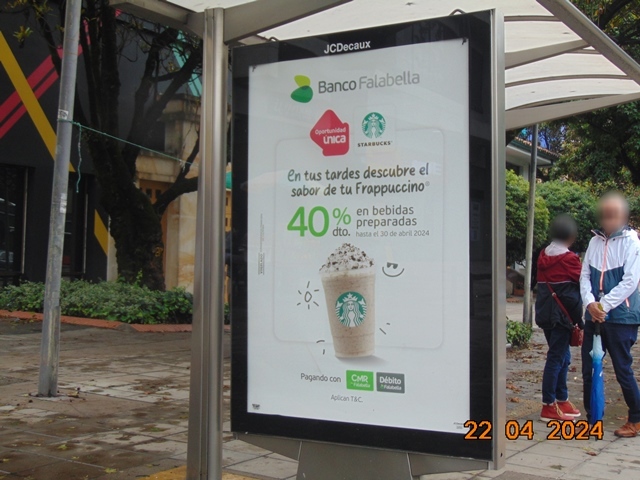 JCDecaux
Banco Falabella
Oportunidad
única
STARBUCKS
En tus tardes descubre el
sabor de tu Frappuccino®
40% dto. en bebidas
preparadas
hasta el 30 de abril 2024
Pagando con CMR Falabella Débito Falabella
Aplican T&C.
22 04 2024